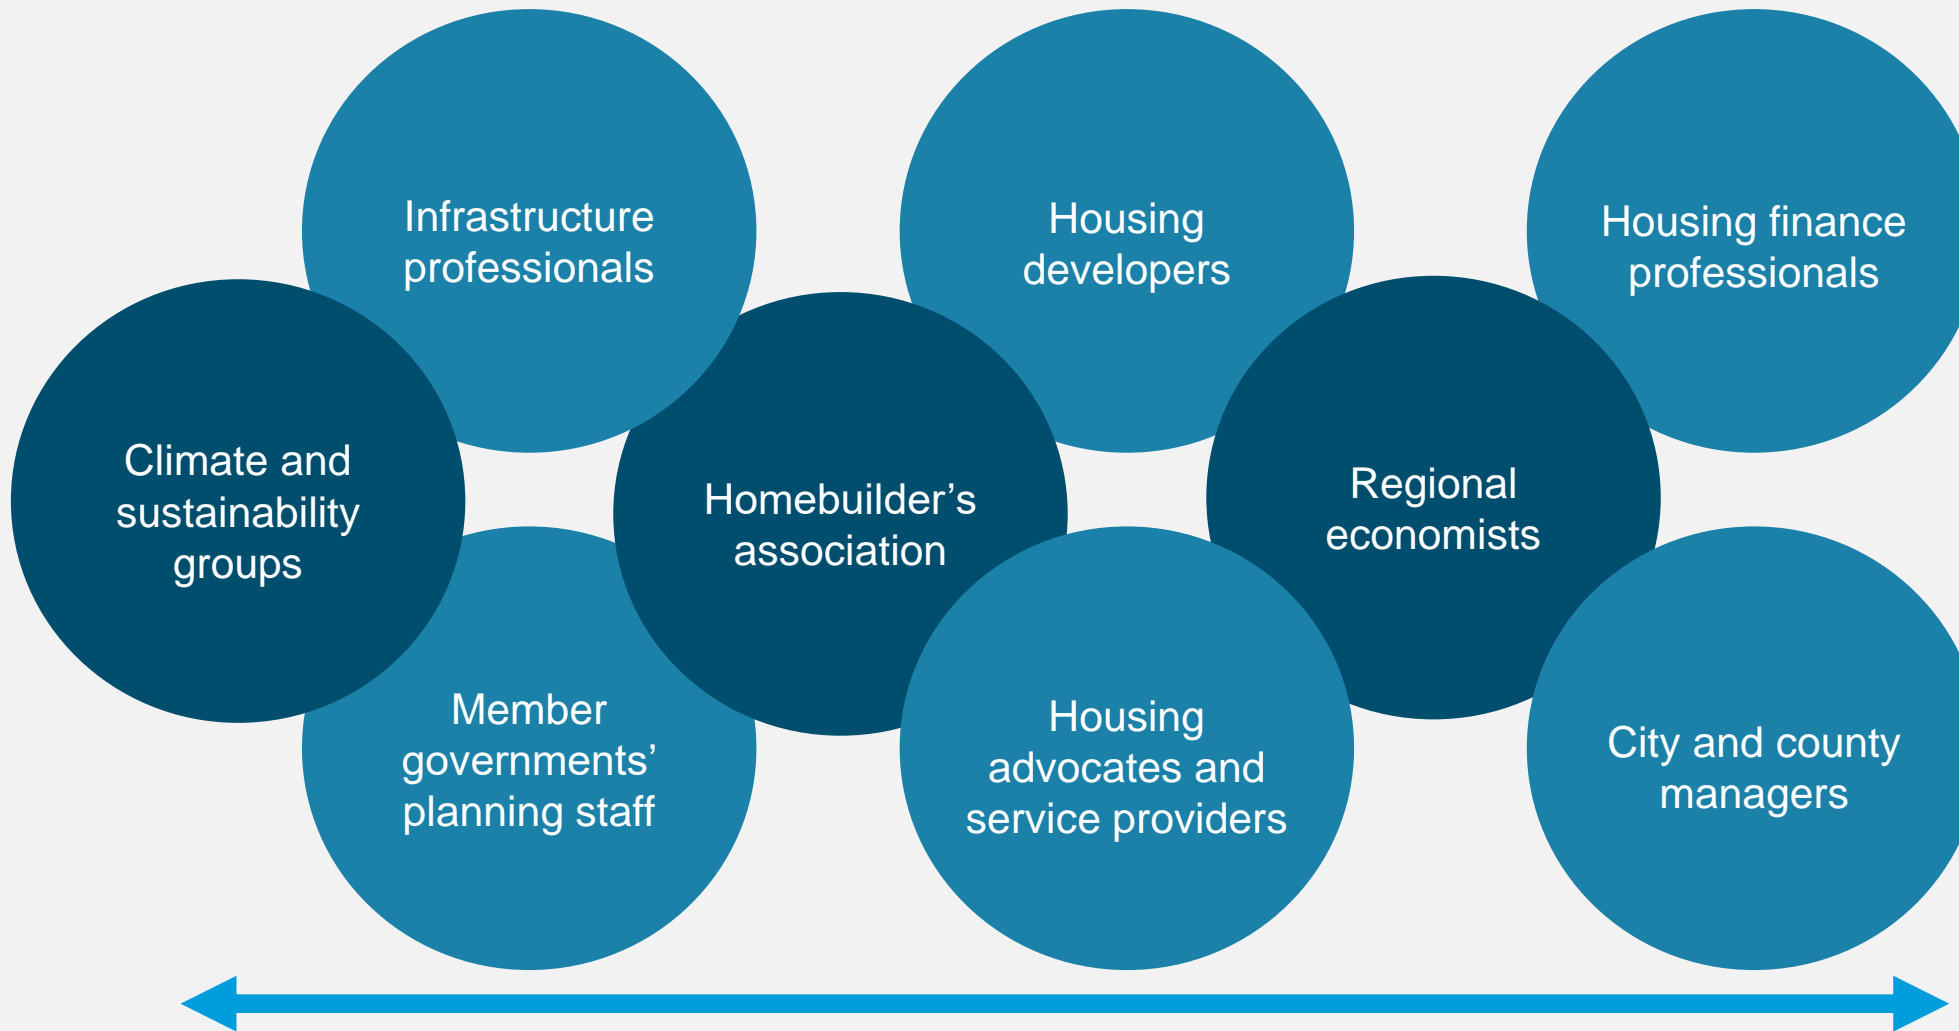 Infrastructure
professionals
Housing
developers
Housing finance
professionals
Climate and
sustainability
groups
Homebuilder’s
association
Regional
economists
Member
governments’
planning staff
Housing
advocates and
service providers
City and county
managers